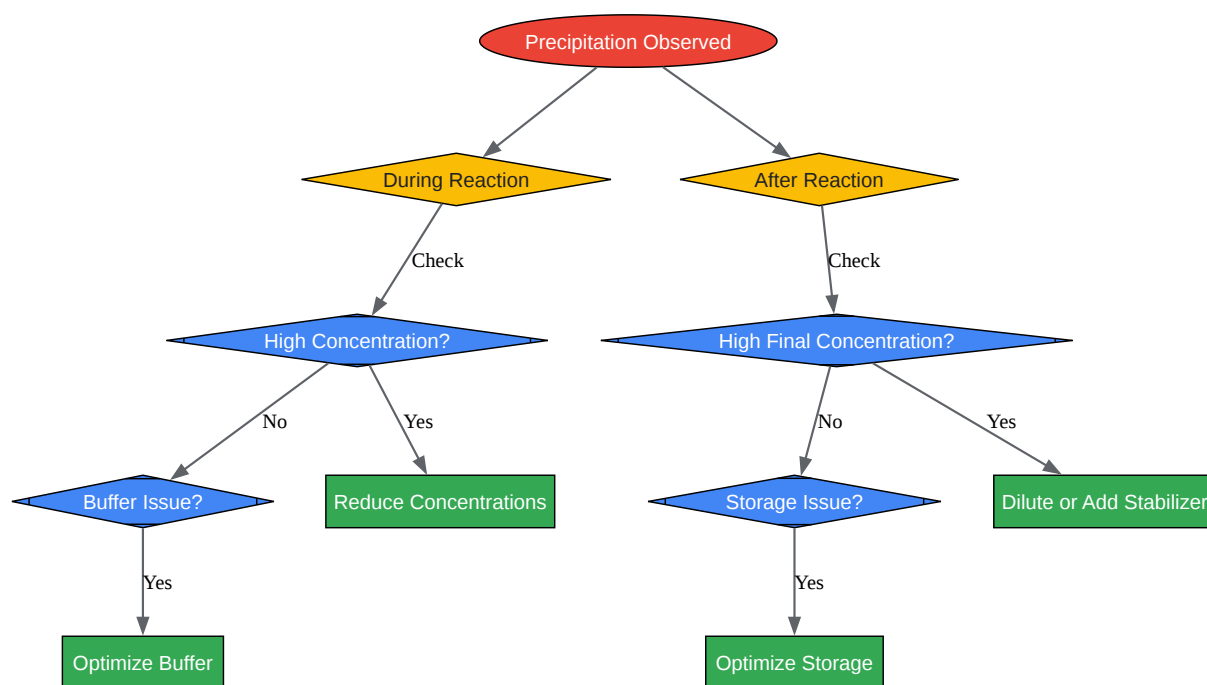 Precipitation Observed
During Reaction
After Reaction
Check
Check
High Concentration?
High Final Concentration?
No
Yes
No
Yes
Buffer Issue?
Reduce Concentrations
Storage Issue?
Dilute or Add Stabilizer
Yes
Yes
Optimize Buffer
Optimize Storage